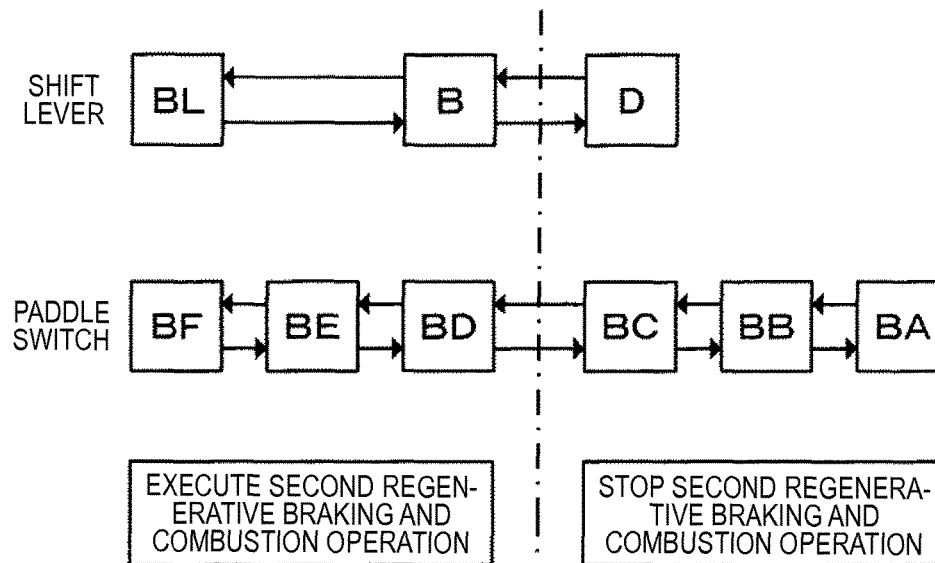 SHIFT
LEVER
BL
B
D
PADDLE
SWITCH
BF
BE
BD
BC
BB
BA
EXECUTE SECOND REGEN-
ERATIVE BRAKING AND
COMBUSTION OPERATION
STOP SECOND REGENERA-
TIVE BRAKING AND
COMBUSTION OPERATION